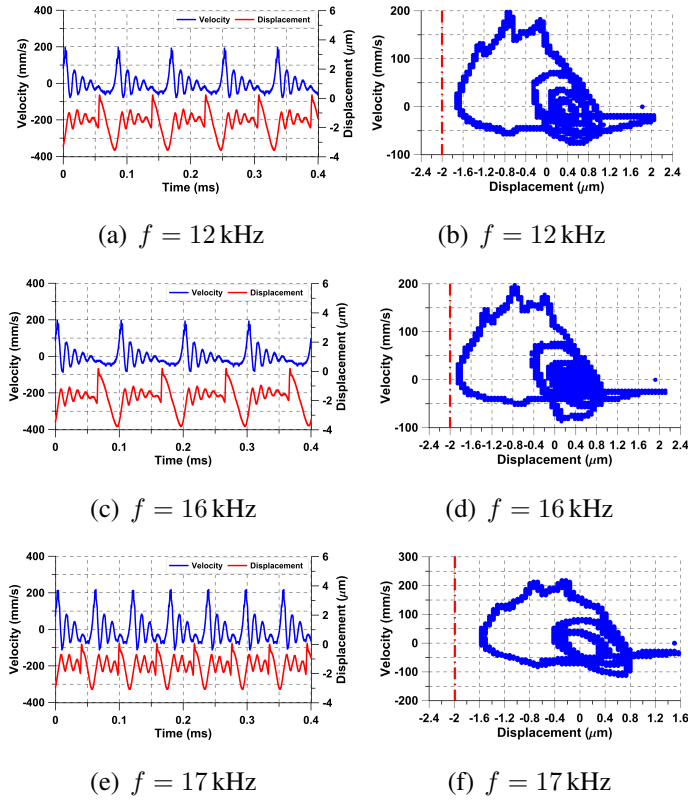 Velocity Displacement
400
200
0
-200
-400
Velocity (mm/s)
6
4
2
0
-2
-4
Displacement (μm)
0 0.1 0.2 0.3 0.4
Time (ms)
200
100
0
-100
Velocity (mm/s)
-2.4 -2 -1.6 -1.2 -0.8 -0.4 0 0.4 0.8 1.2 1.6 2 2.4
Displacement (μm)
(a) f = 12 kHz
(b) f = 12 kHz
Velocity Displacement
400
200
0
-200
-400
Velocity (mm/s)
6
4
2
0
-2
-4
Displacement (μm)
0 0.1 0.2 0.3 0.4
Time (ms)
200
100
0
-100
Velocity (mm/s)
-2.4 -2 -1.6 -1.2 -0.8 -0.4 0 0.4 0.8 1.2 1.6 2 2.4
Displacement (μm)
(c) f = 16 kHz
(d) f = 16 kHz
Velocity Displacement
400
200
0
-200
-400
Velocity (mm/s)
6
4
2
0
-2
-4
Displacement (μm)
0 0.1 0.2 0.3 0.4
Time (ms)
300
200
100
0
-100
-200
Velocity (mm/s)
-2.4 -2 -1.6 -1.2 -0.8 -0.4 0 0.4 0.8 1.2 1.6
Displacement (μm)
(e) f = 17 kHz
(f) f = 17 kHz